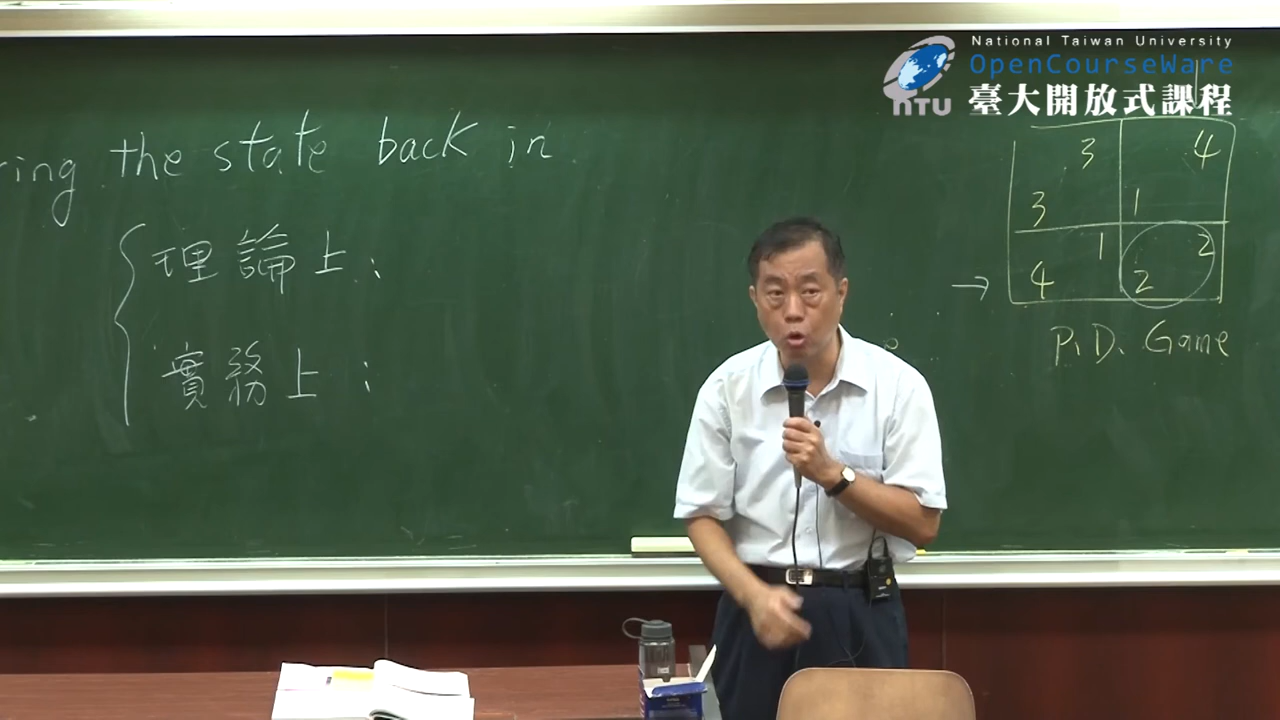 National Taiwan University
OpenCourseWare
NTU 臺大開放式課程
ring the state back in
理論上：
實務上：
3 4
3 1
1 2
4 2
→
P.D. Game